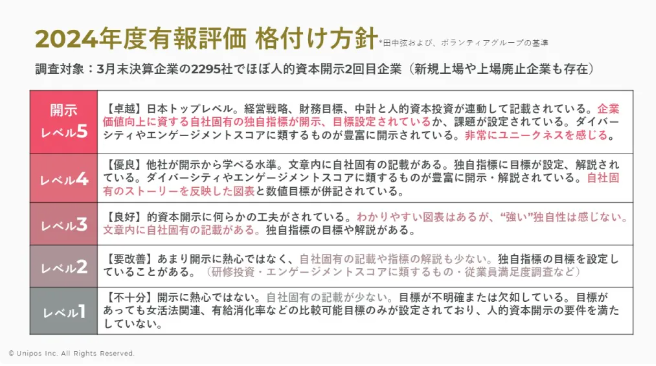 2024年度有報評価 格付け方針*田中弦および、ボランティアグループの基準
調査対象：3月末決算企業の2295社でほぼ人的資本開示2回目企業（新規上場や上場廃止企業も存在）
開示
レベル5
【卓越】日本トップレベル。経営戦略、財務目標、中計と人的資本投資が連動して記載されている。企業
価値向上に資する自社固有の独自指標が開示、目標設定されているか、課題が設定されている。ダイバー
シティやエンゲージメントスコアに類するものが豊富に開示されている。非常にユニークネスを感じる。
レベル4
【優良】他社が開示から学べる水準。文章内に自社固有の記載がある。独自指標に目標が設定、解説され
ている。ダイバーシティやエンゲージメントスコアに類するものが豊富に開示・解説されている。自社固
有のストーリーを反映した図表と数値目標が併記されている。
レベル3
【良好】的資本開示に何らかの工夫がされている。わかりやすい図表はあるが、“強い”独自性は感じない。
文章内に自社固有の記載がある。独自指標の目標や解説がある。
レベル2
【要改善】あまり開示に熱心ではなく、自社固有の記載や指標の解説も少ない。独自指標の目標を設定し
ていることがある。（研修投資・エンゲージメントスコアに類するもの・従業員満足度調査など）
レベル1
【不十分】開示に熱心ではない。自社固有の記載が少ない。目標が不明確または欠如している。目標が
あっても女活法関連、有給消化率などの比較可能目標のみが設定されており、人的資本開示の要件を満た
していない。
© Unipos Inc. All Rights Reserved.